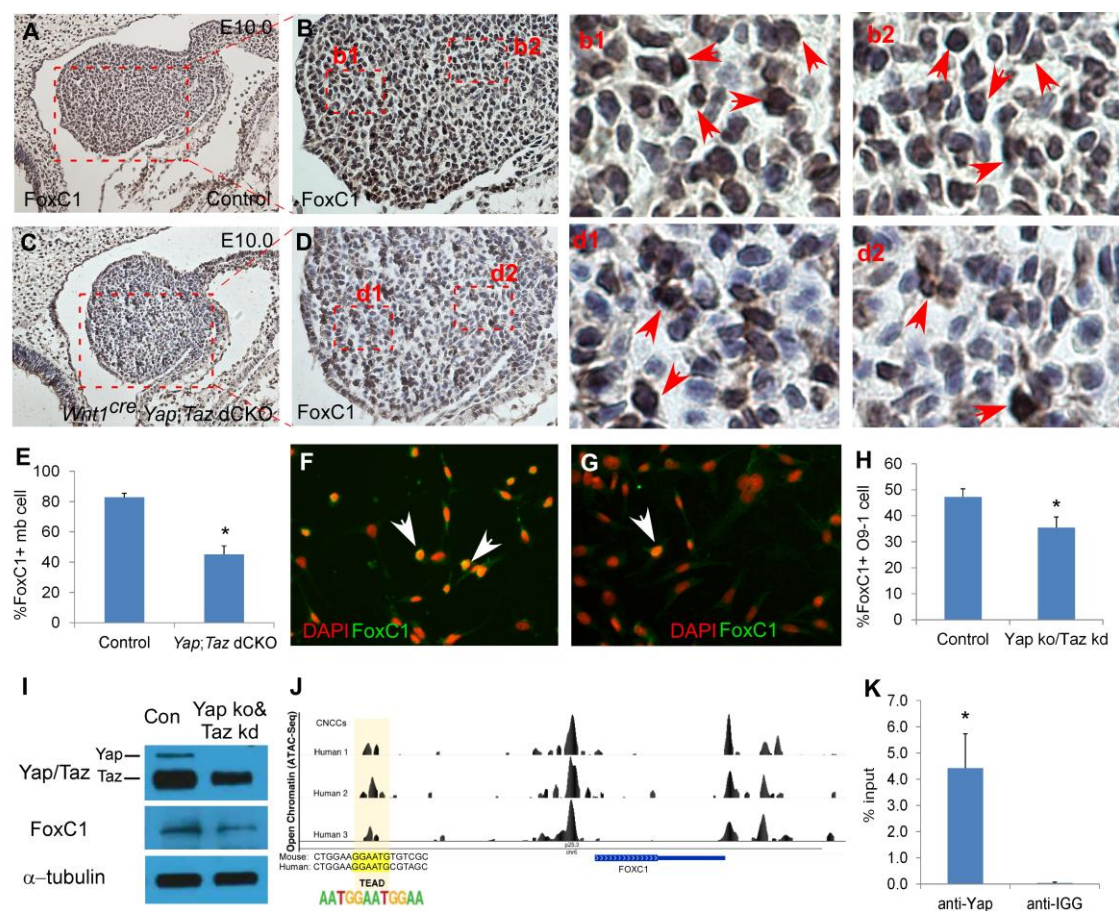 A
E10.0
FoxC1
Control
B
b1
b2
FoxC1
b1
b2
C
E10.0
Wnt1cre; Yap;Taz dCKO
D
d1
d2
FoxC1
d1
d2
E
%FoxC1+ mb cell
100
80
60
40
20
0
*
Control
Yap;Taz dCKO
F
DAPI FoxC1
G
DAPI FoxC1
H
%FoxC1+ O9-1 cell
60
50
40
30
20
10
0
*
Control
Yap ko/Taz kd
I
Con
Yap ko&
Taz kd
Yap/Taz
Yap
Taz
FoxC1
α–tubulin
J
Open Chromatin (ATAC-Seq)
CNCCs
Human 1
Human 2
Human 3
p25.3
chr6
Mouse: CTGGAAGGAATGTGTCGC
Human: CTGGAAGGAATGCGTAGC
FOXC1
TEAD
AATGGAATGGAA
K
% input
7.0
6.0
5.0
4.0
3.0
2.0
1.0
0.0
*
anti-Yap
anti-IGG